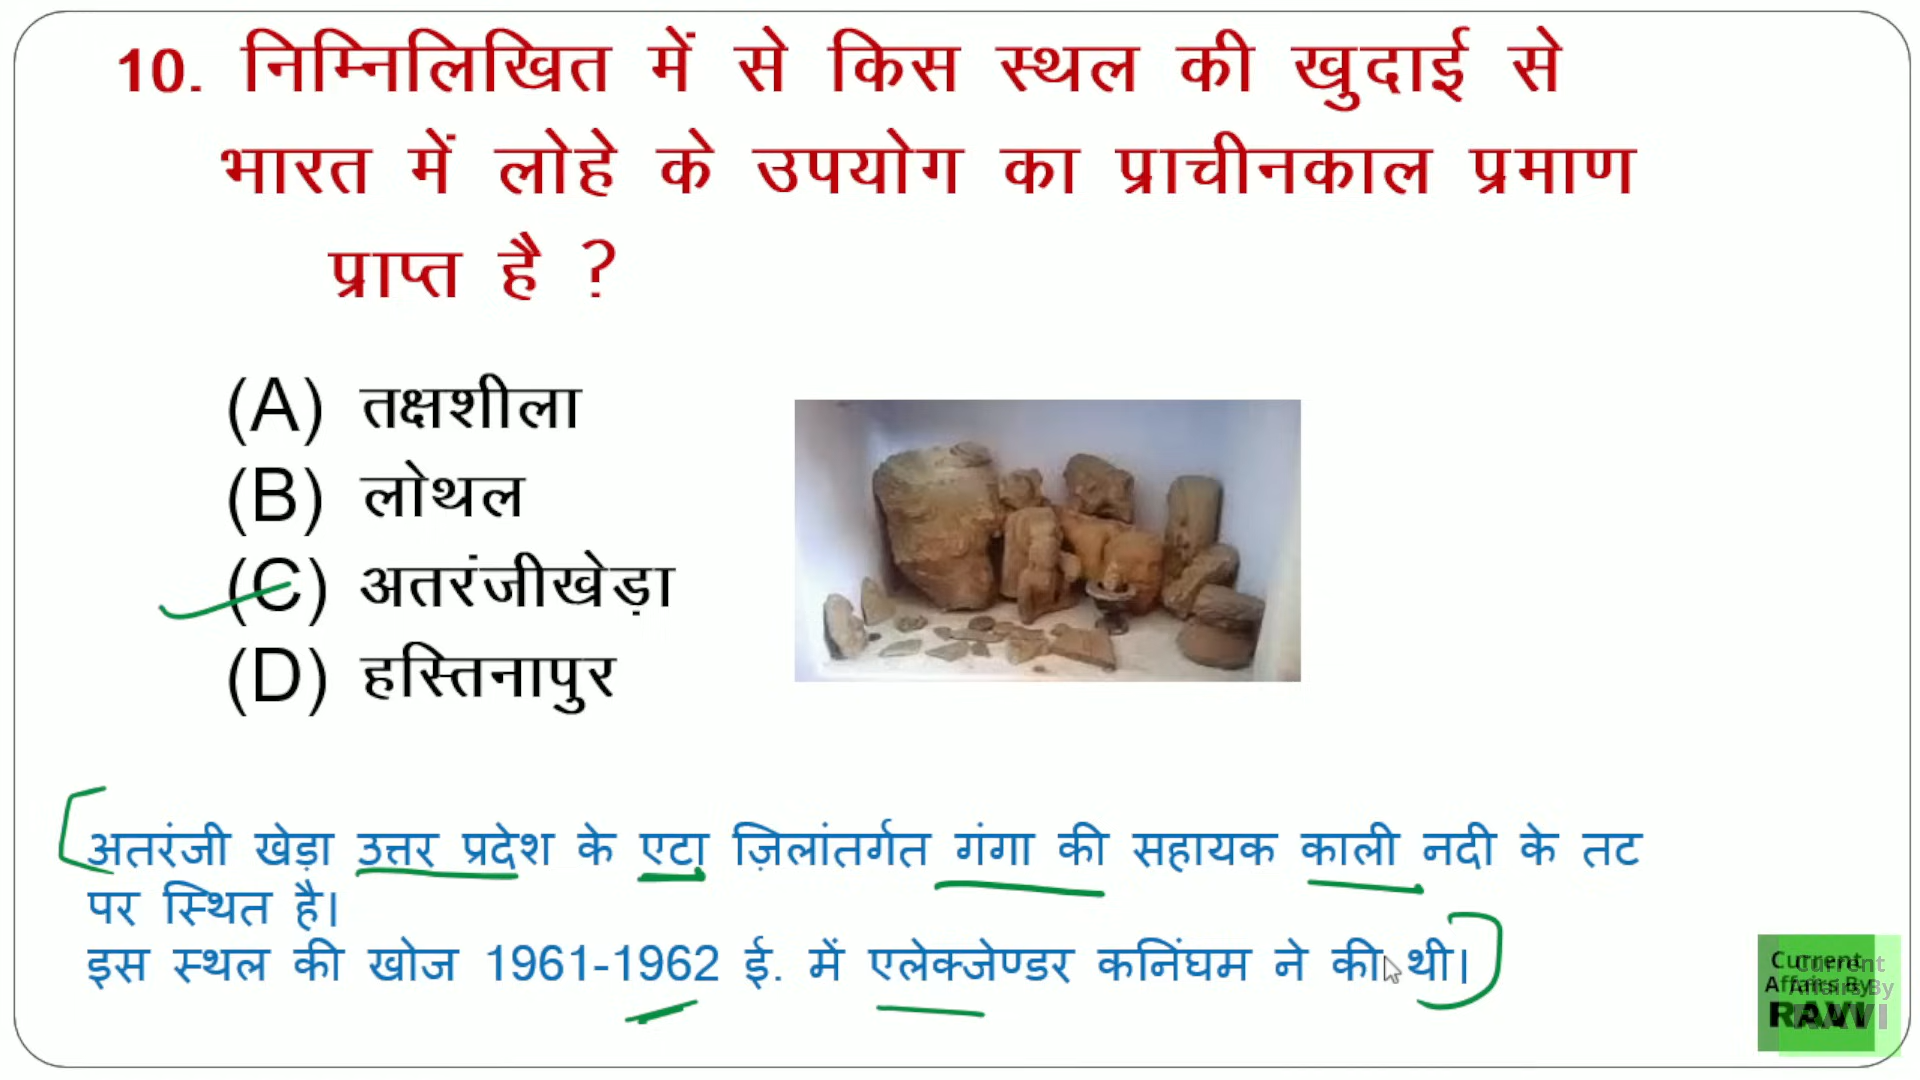 10. निम्निलिखित में से किस स्थल की खुदाई से
भारत में लोहे के उपयोग का प्राचीनकाल प्रमाण
प्राप्त है ?
(A) तक्षशीला
(B) लोथल
(C) अतरंजीखेड़ा
(D) हस्तिनापुर
अतरंजी खेड़ा उत्तर प्रदेश के एटा ज़िलांतर्गत गंगा की सहायक काली नदी के तट
पर स्थित है।
इस स्थल की खोज 1961-1962 ई. में एलेक्जेण्डर कनिंघम ने की थी।
Current
Affairs By
RAVI